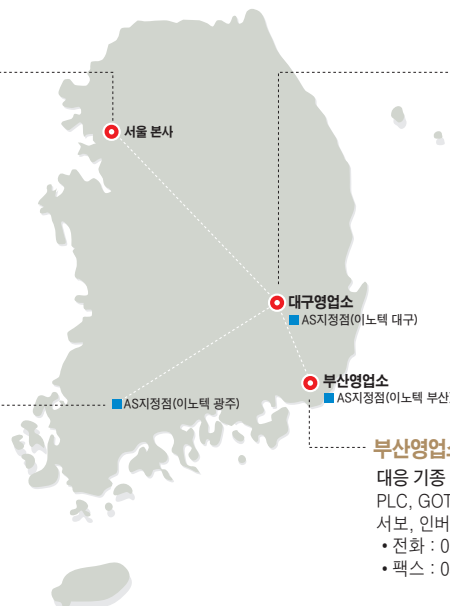 서울 본사
대구영업소
AS지정점(이노텍 대구)
부산영업소
AS지정점(이노텍 부산)
AS지정점(이노텍 광주)
부산영업소
대응 기종
PLC, GOT
서보, 인버
• 전화 : 0
• 팩스 : 0